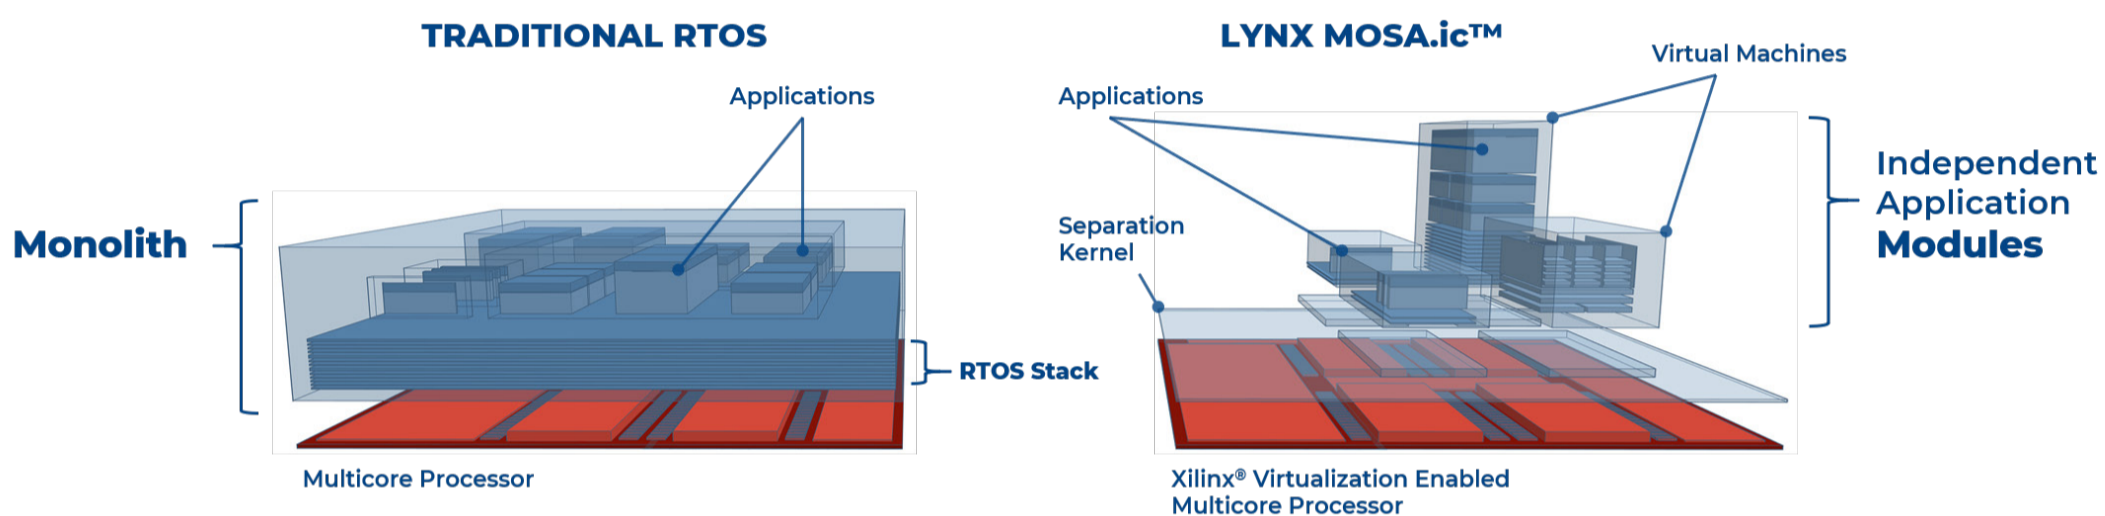 TRADITIONAL RTOS
Applications
Monolith
RTOS Stack
Multicore Processor
LYNX MOSA.ic™
Virtual Machines
Applications
Separation
Kernel
Independent
Application
Modules
Xilinx® Virtualization Enabled
Multicore Processor